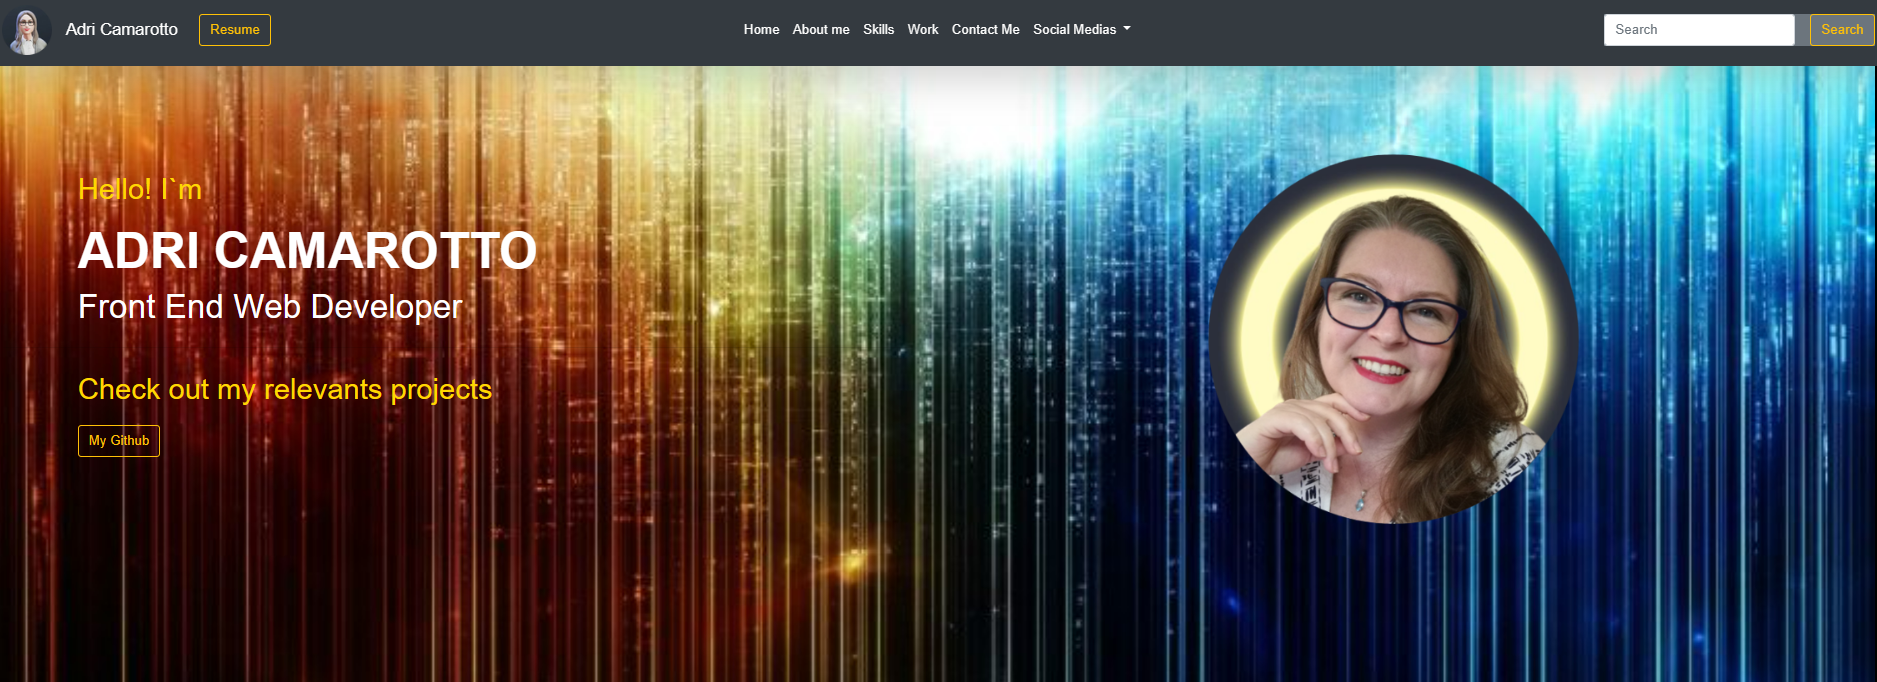 Adri Camarotto Resume Home About me Skills Work Contact Me Social Medias Search Search
Hello! I`m
ADRI CAMAROTTO
Front End Web Developer
Check out my relevants projects
My Github